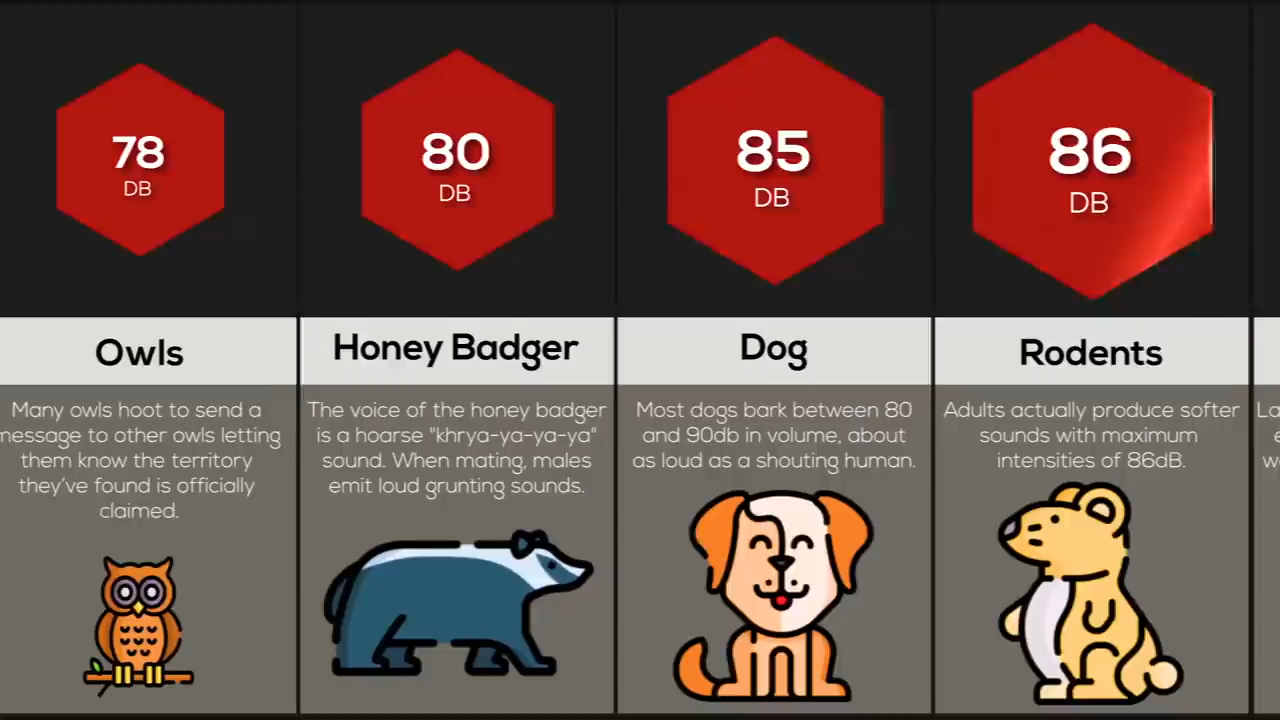 78
DB
80
DB
85
DB
86
DB
Owls
Honey Badger
Dog
Rodents
Many owls hoot to send a
message to other owls letting
them know the territory
they've found is officially
claimed.
The voice of the honey badger
is a hoarse "khrya-ya-ya-ya"
sound. When mating, males
emit loud grunting sounds.
Most dogs bark between 80
and 90db in volume, about
as loud as a shouting human.
Adults actually produce softer
sounds with maximum
intensities of 86dB.